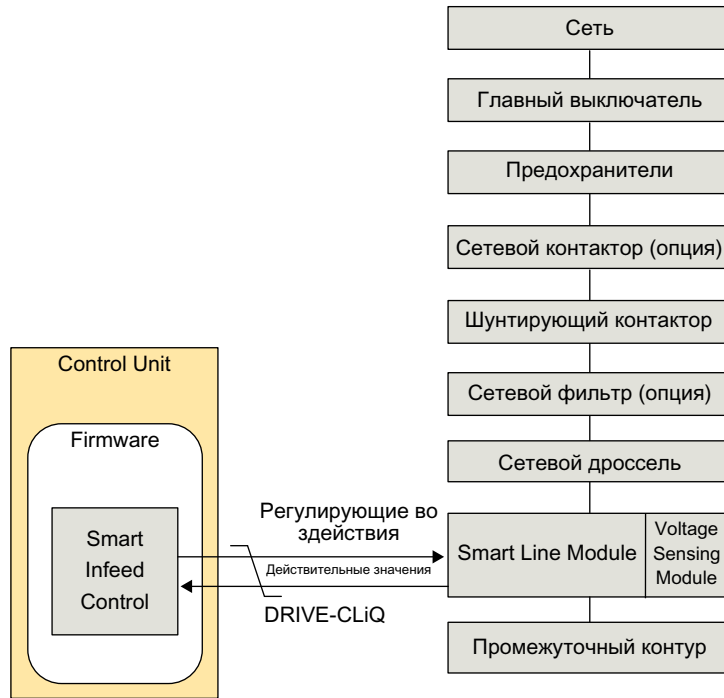 Сеть
Главный выключатель
Предохранители
Сетевой контактор (опция)
Шунтирующий контактор
Сетевой фильтр (опция)
Сетевой дроссель
Control Unit
Firmware
Smart
Infeed
Control
Регулирующие во
здействия
Действительные значения
DRIVE-CLiQ
Smart Line Module
Voltage
Sensing
Module
Промежуточный контур